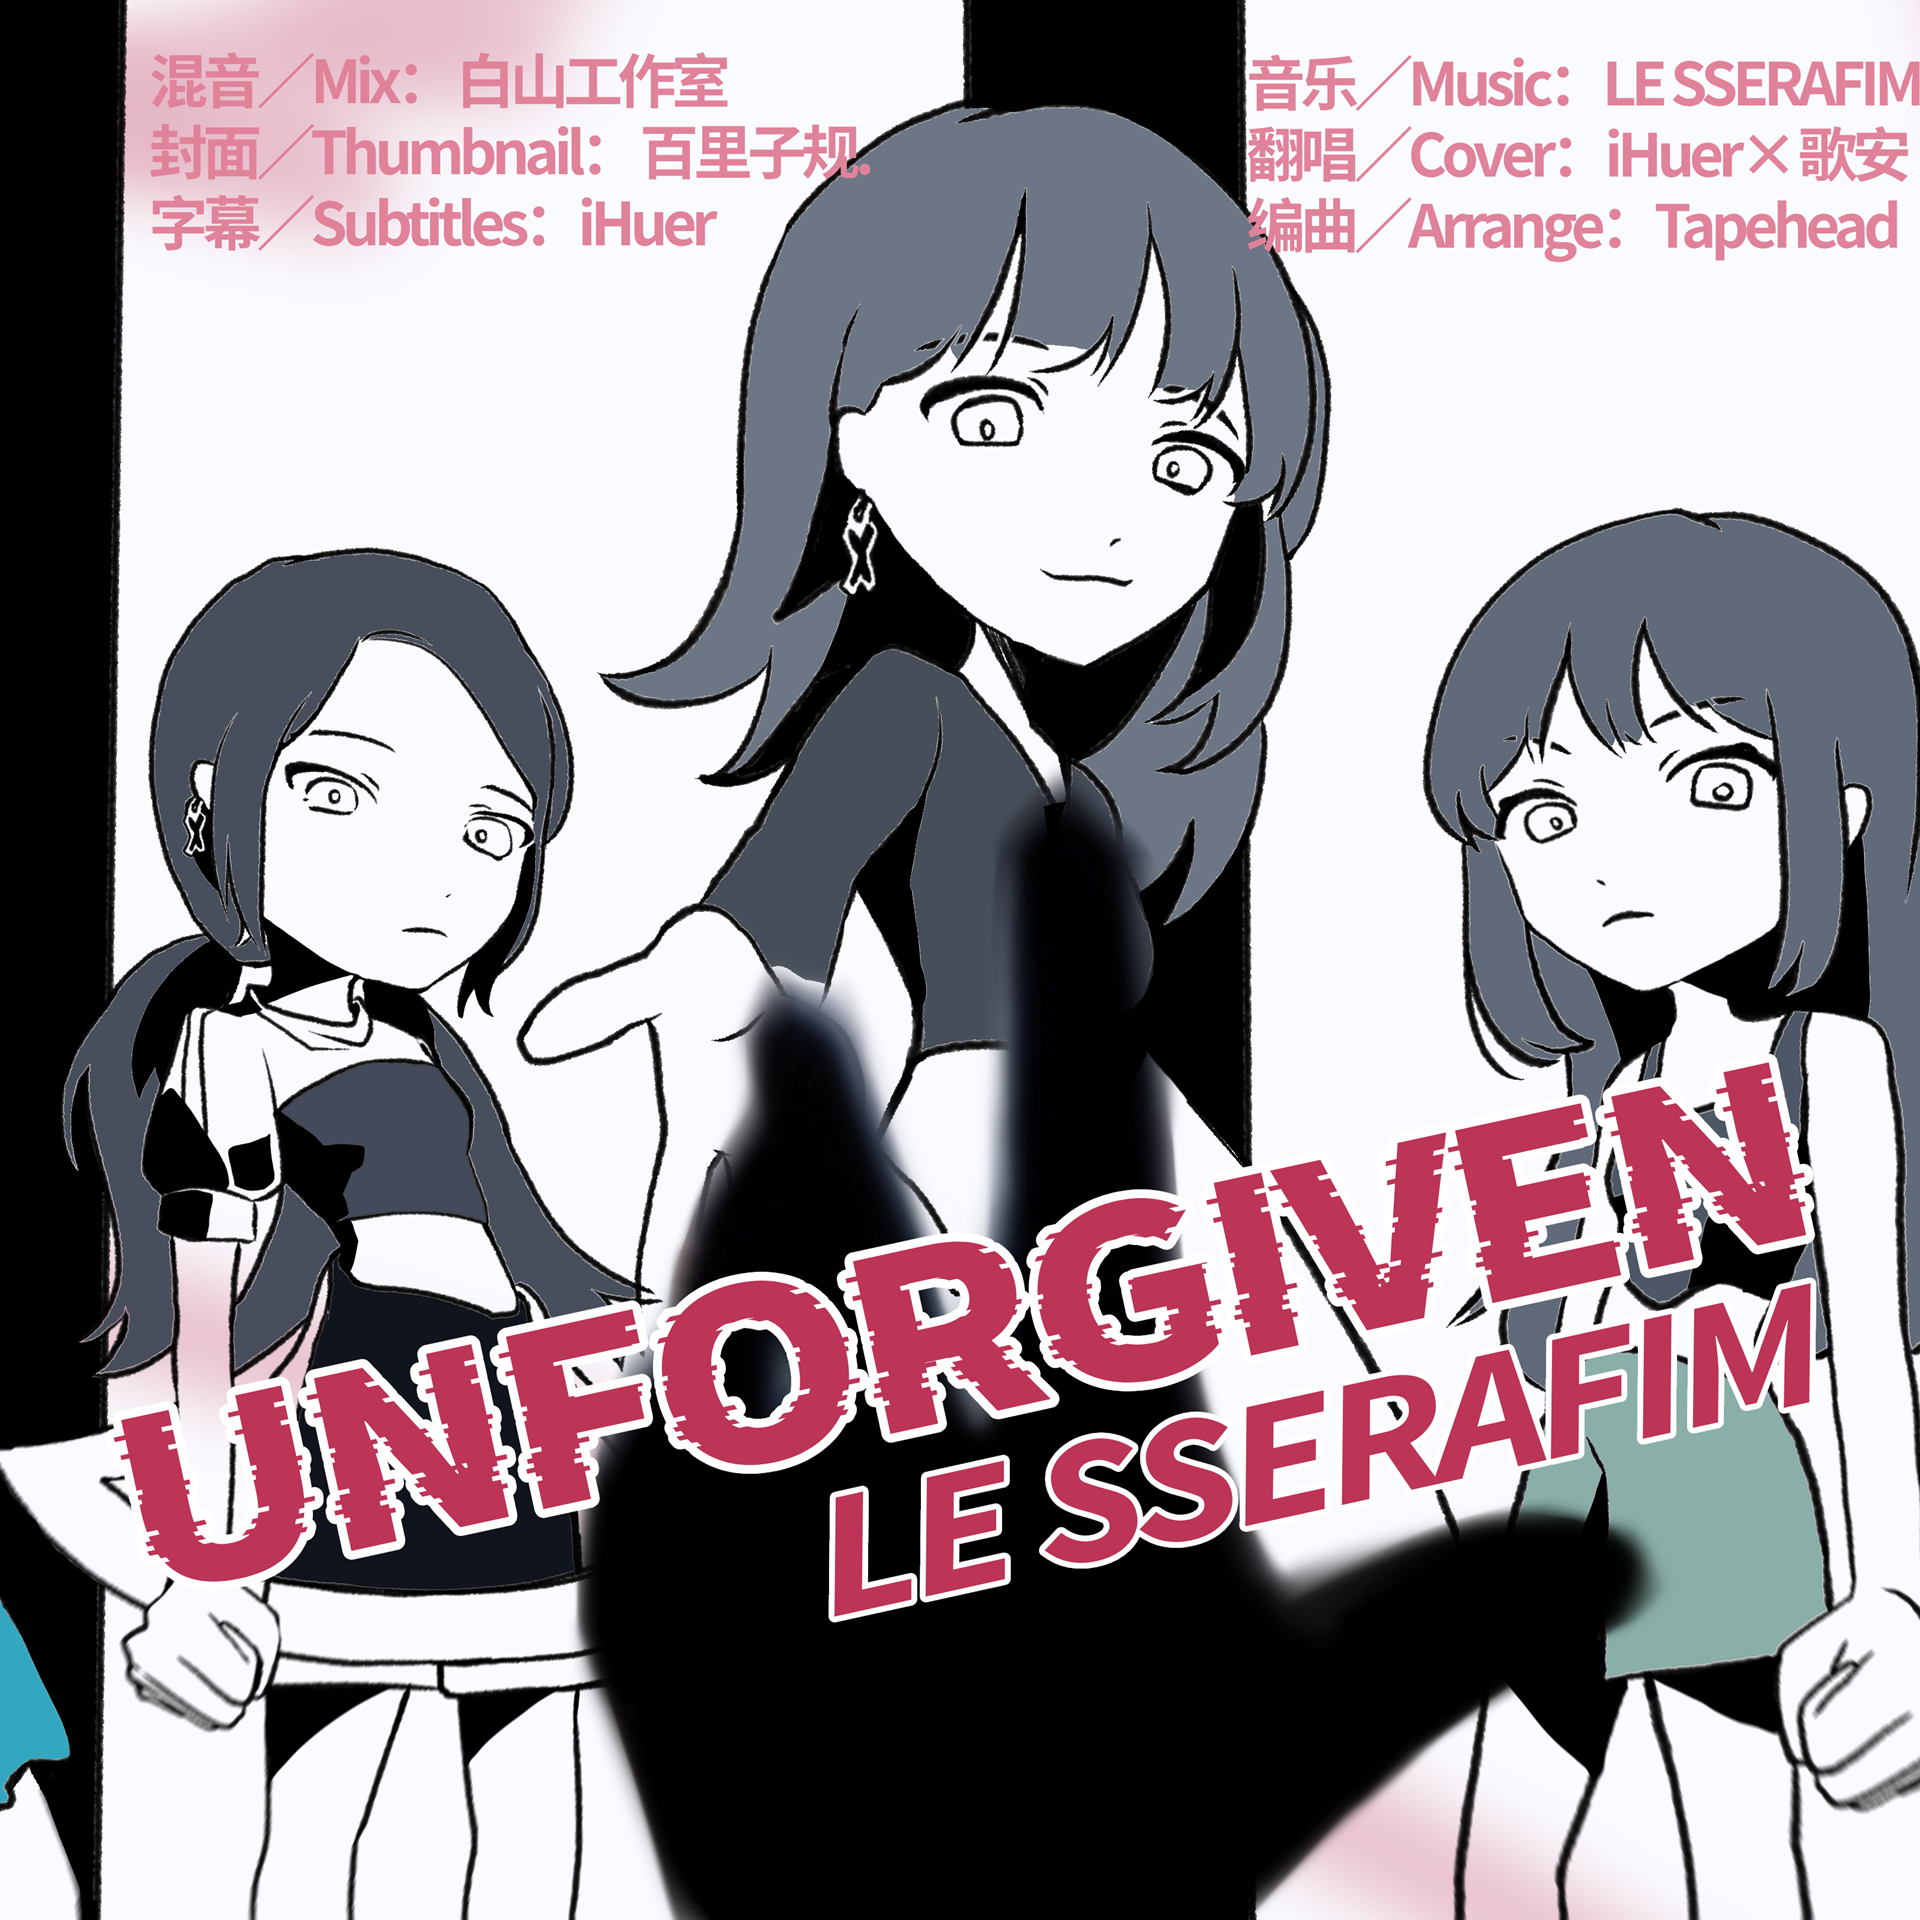 混音／Mix：白山工作室
封面／Thumbnail：百里子规.
字幕／Subtitles：iHuer
音乐／Music：LE SSERAFIM
翻唱／Cover：iHuer×歌安
编曲／Arrange：Tapehead
UNFORGIVEN
LE SSERAFIM